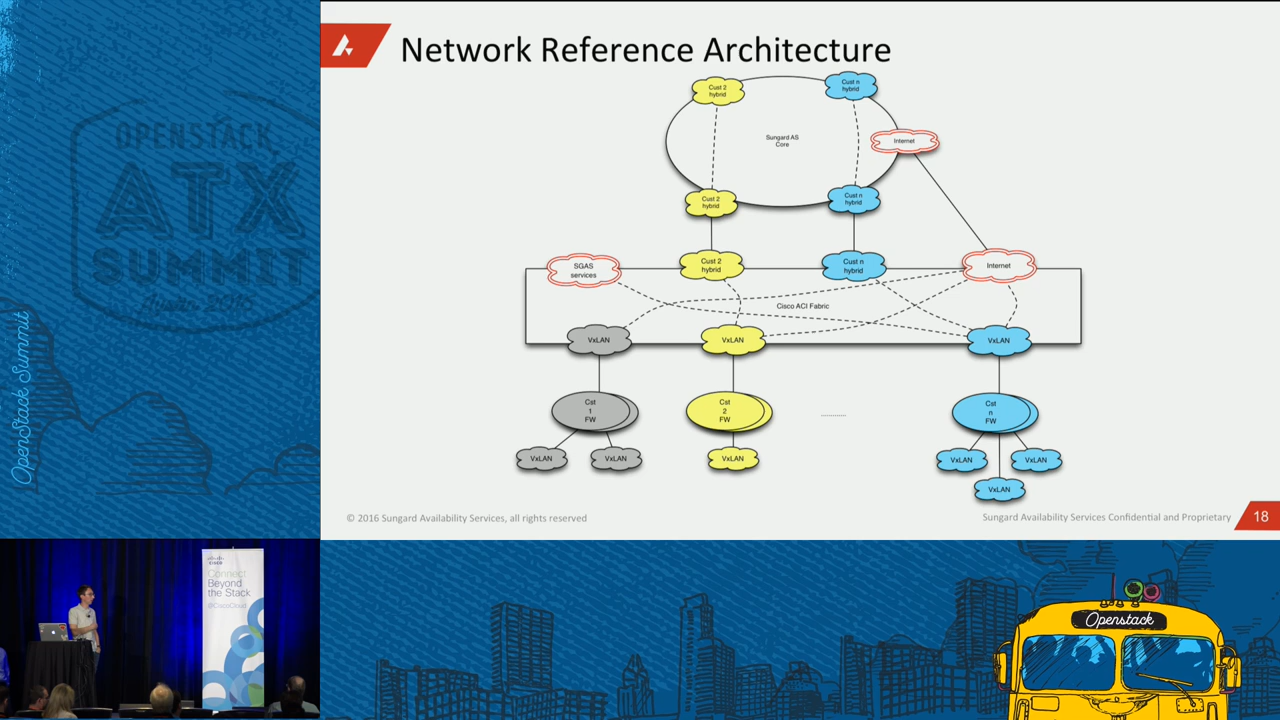 Network Reference Architecture
Cust 2
hybrid
Cust n
hybrid
Sungard AS
Core
Internet
Cust 2
hybrid
Cust n
hybrid
SGAS
services
Cust 2
hybrid
Cust n
hybrid
Internet
Cisco ACI Fabric
VxLAN
VxLAN
VxLAN
Cst
1
FW
Cst
2
FW
............
Cst
n
FW
VxLAN
VxLAN
VxLAN
VxLAN
VxLAN
VxLAN
© 2016 Sungard Availability Services, all rights reserved
Sungard Availability Services Confidential and Proprietary
18
OPENSTACK
ATX
SUMMIT
OpenStack Summit
CISCO
Connect
Beyond
the Stack
@CiscoCloud
Openstack